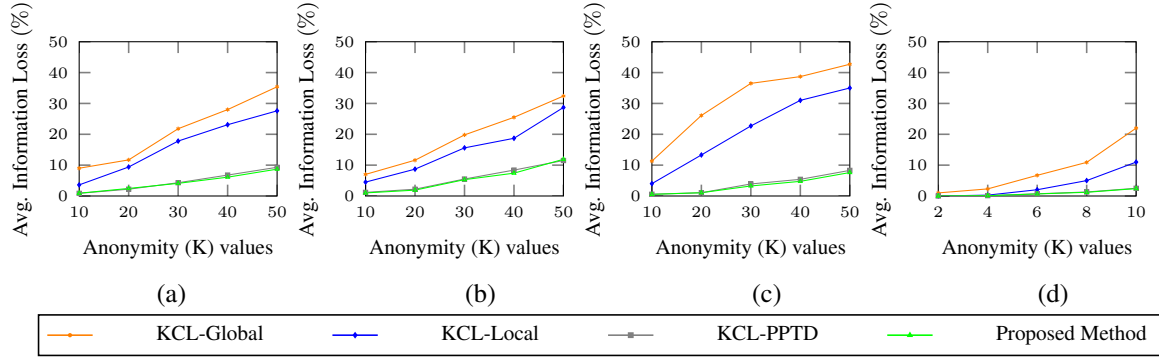 Avg. Information Loss (%)
50
40
30
20
10
0
10 20 30 40 50
Anonymity (K) values
(a)
Avg. Information Loss (%)
50
40
30
20
10
0
10 20 30 40 50
Anonymity (K) values
(b)
Avg. Information Loss (%)
50
40
30
20
10
0
10 20 30 40 50
Anonymity (K) values
(c)
Avg. Information Loss (%)
50
40
30
20
10
0
2 4 6 8 10
Anonymity (K) values
(d)
KCL-Global KCL-Local KCL-PPTD Proposed Method